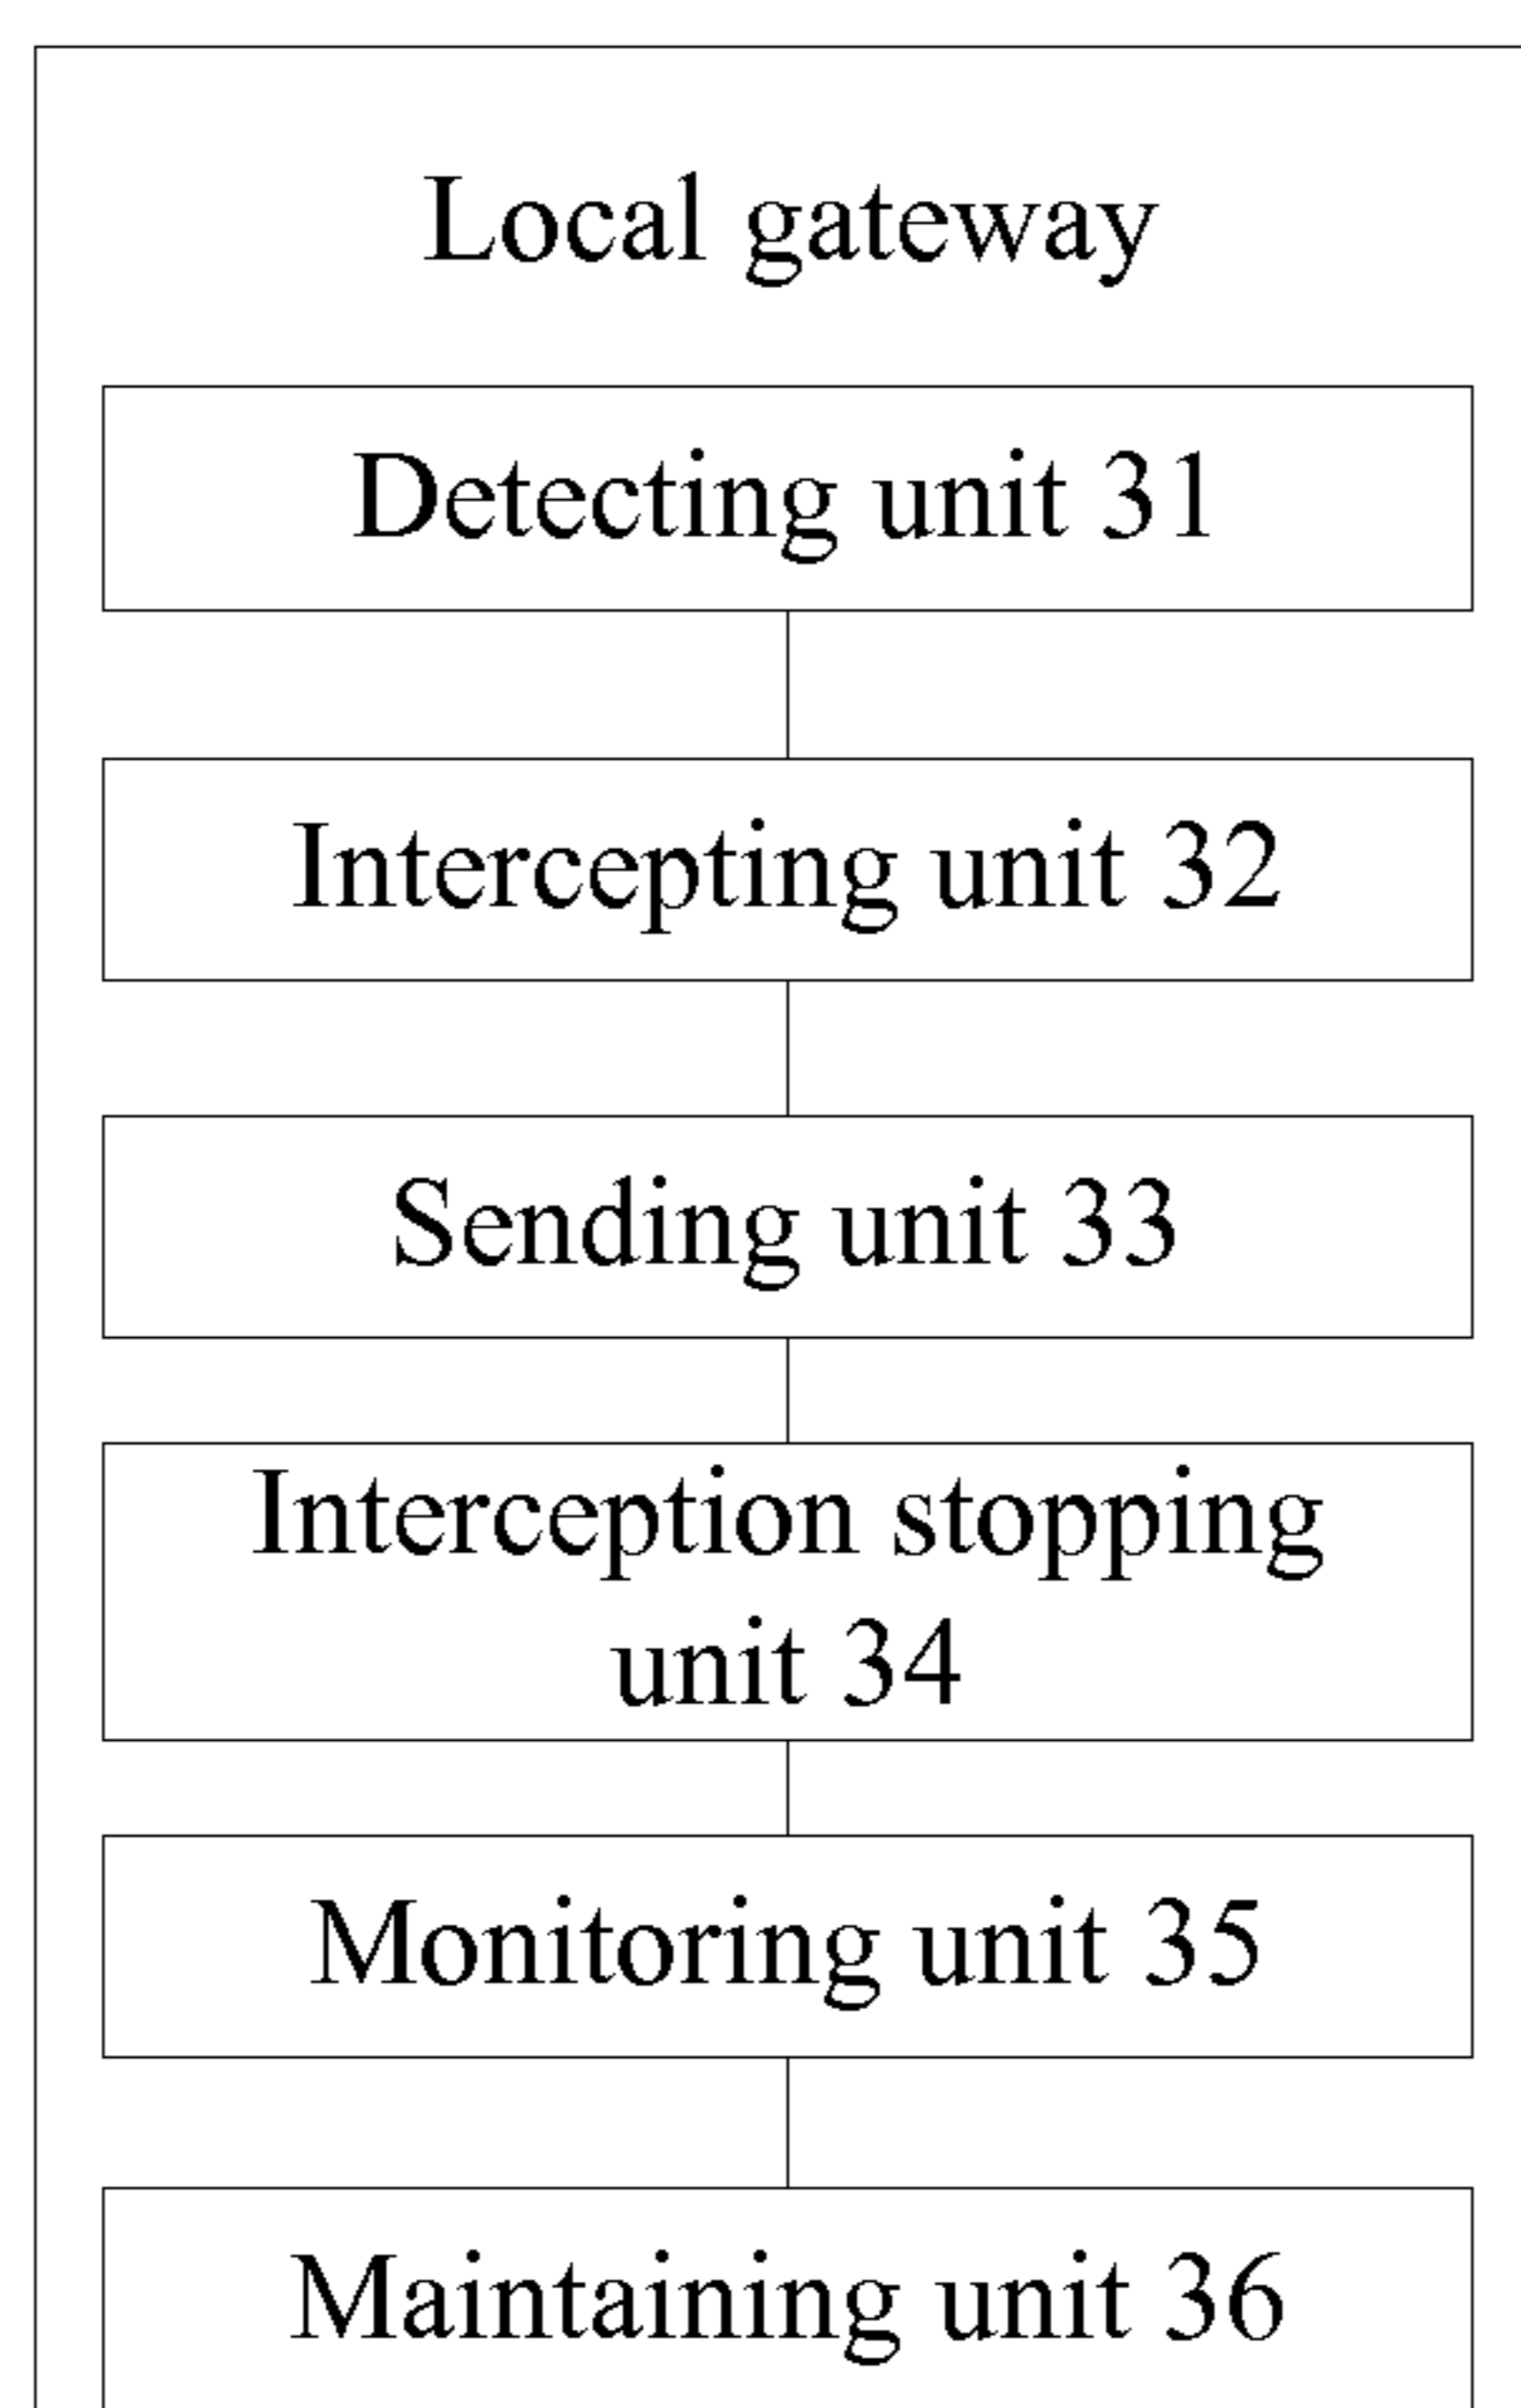 Local gateway
Detecting unit 31
Intercepting unit 32
Sending unit 33
Interception stopping
unit 34
Monitoring unit 35
Maintaining unit 36